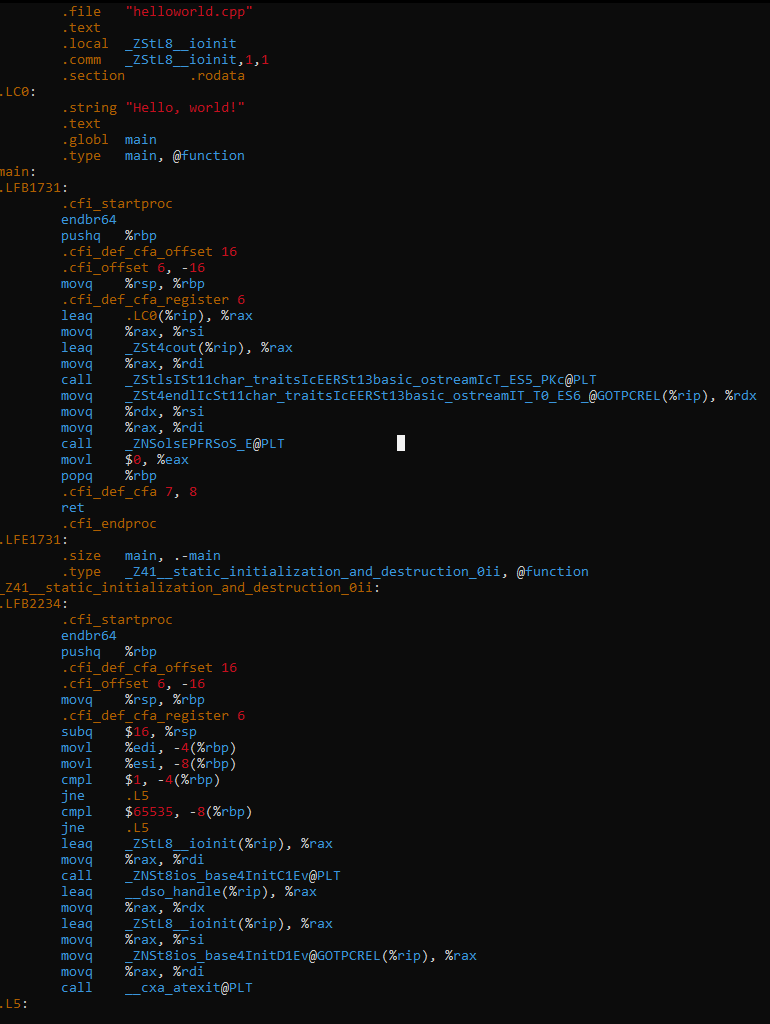 .file "helloworld.cpp"
.text
.local _ZStL8__ioinit
.comm _ZStL8__ioinit,1,1
.section .rodata
.LC0:
.string "Hello, world!"
.text
.globl main
.type main, @function
main:
.LFB1731:
.cfi_startproc
endbr64
pushq %rbp
.cfi_def_cfa_offset 16
.cfi_offset 6, -16
movq %rsp, %rbp
.cfi_def_cfa_register 6
leaq .LC0(%rip), %rax
movq %rax, %rsi
leaq _ZSt4cout(%rip), %rax
movq %rax, %rdi
call _ZStlsISt11char_traitsIcEERSt13basic_ostreamIcT_ES5_PKc@PLT
movq _ZSt4endlIcSt11char_traitsIcEERSt13basic_ostreamIT_T0_ES6_@GOTPCREL(%rip), %rdx
movq %rdx, %rsi
movq %rax, %rdi
call _ZNSolsEPFRSoS_E@PLT
movl $0, %eax
popq %rbp
.cfi_def_cfa 7, 8
ret
.cfi_endproc
.LFE1731:
.size main, .-main
.type _Z41__static_initialization_and_destruction_0ii, @function
_Z41__static_initialization_and_destruction_0ii:
.LFB2234:
.cfi_startproc
endbr64
pushq %rbp
.cfi_def_cfa_offset 16
.cfi_offset 6, -16
movq %rsp, %rbp
.cfi_def_cfa_register 6
subq $16, %rsp
movl %edi, -4(%rbp)
movl %esi, -8(%rbp)
cmpl $1, -4(%rbp)
jne .L5
cmpl $65535, -8(%rbp)
jne .L5
leaq _ZStL8__ioinit(%rip), %rax
movq %rax, %rdi
call _ZNSt8ios_base4InitC1Ev@PLT
leaq __dso_handle(%rip), %rax
movq %rax, %rdx
leaq _ZStL8__ioinit(%rip), %rax
movq %rax, %rsi
movq _ZNSt8ios_base4InitD1Ev@GOTPCREL(%rip), %rax
movq %rax, %rdi
call __cxa_atexit@PLT
.L5: